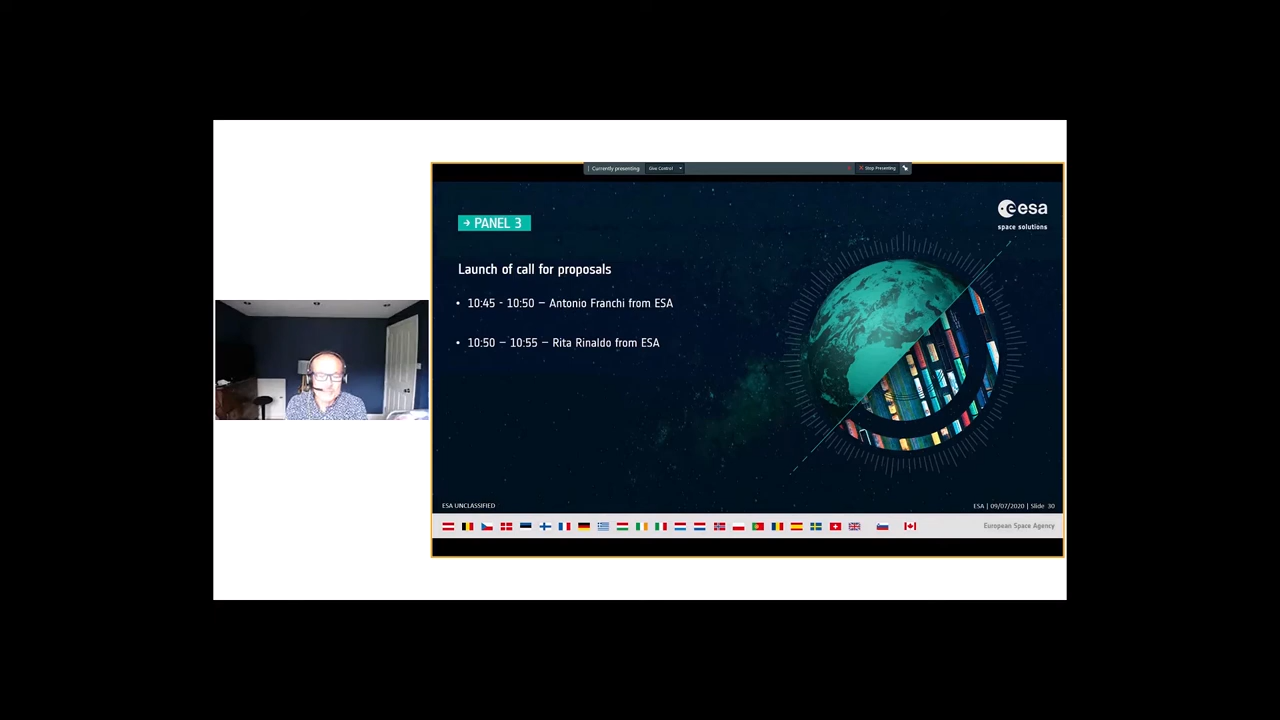 Currently presenting Give Control Stop Presenting
esa
space solutions
→ PANEL 3
Launch of call for proposals
• 10:45 - 10:50 – Antonio Franchi from ESA
• 10:50 – 10:55 – Rita Rinaldo from ESA
ESA UNCLASSIFIED
ESA | 09/07/2020 | Slide 30
European Space Agency